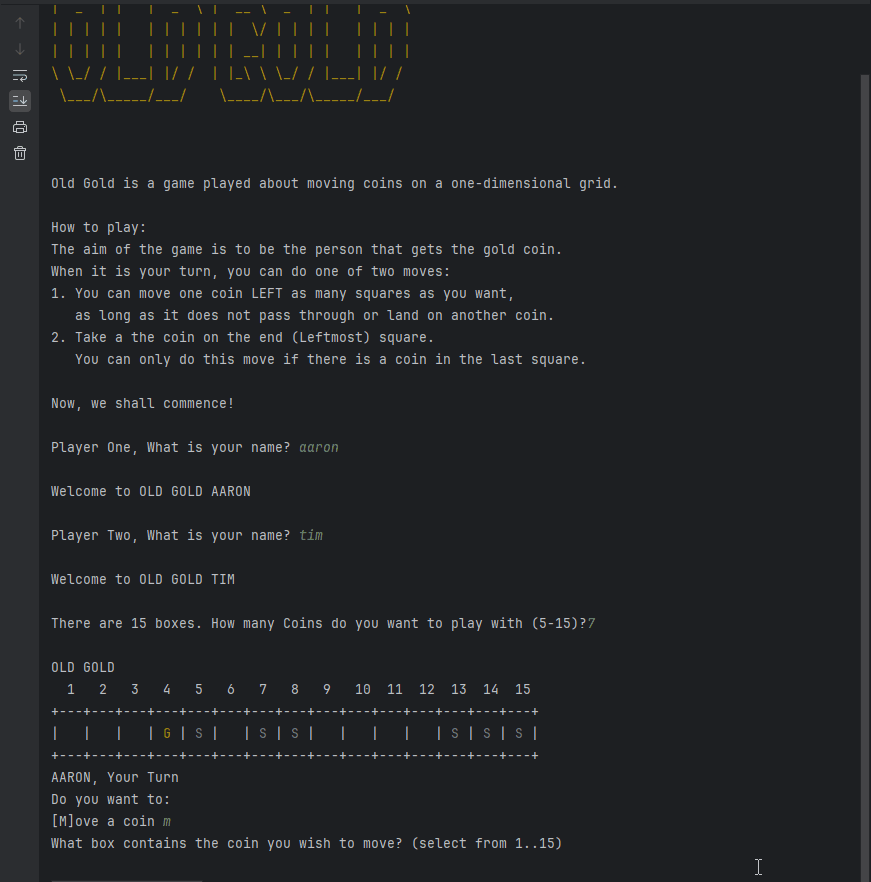 |  _  | |   |  _  \ |  __ \  _  | |   |  _  \
| | | | |   | | | | | |  \/ | | | |   | | | |
| | | | |   | | | | | | __| | | | |   | | | |
\ \_/ / |___| |/ /  | |_\ \ \_/ / |___| |/ /
 \___/\_____/___/    \____/\___/\_____/___/
Old Gold is a game played about moving coins on a one-dimensional grid.
How to play:
The aim of the game is to be the person that gets the gold coin.
When it is your turn, you can do one of two moves:
1. You can move one coin LEFT as many squares as you want,
   as long as it does not pass through or land on another coin.
2. Take a the coin on the end (Leftmost) square.
   You can only do this move if there is a coin in the last square.
Now, we shall commence!
Player One, What is your name? aaron
Welcome to OLD GOLD AARON
Player Two, What is your name? tim
Welcome to OLD GOLD TIM
There are 15 boxes. How many Coins do you want to play with (5-15)?7
OLD GOLD
  1   2   3   4   5   6   7   8   9   10  11  12  13  14  15
+---+---+---+---+---+---+---+---+---+---+---+---+---+---+---+
|   |   |   | G | S |   | S | S |   |   |   |   | S | S | S |
+---+---+---+---+---+---+---+---+---+---+---+---+---+---+---+
AARON, Your Turn
Do you want to:
[M]ove a coin m
What box contains the coin you wish to move? (select from 1..15)